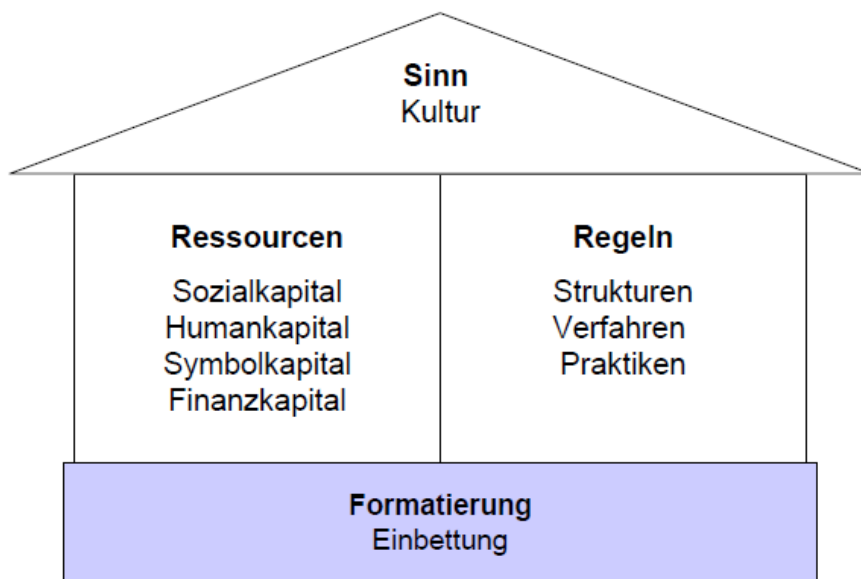 Sinn
Kultur
Ressourcen
Sozialkapital
Humankapital
Symbolkapital
Finanzkapital
Regeln
Strukturen
Verfahren
Praktiken
Formatierung
Einbettung